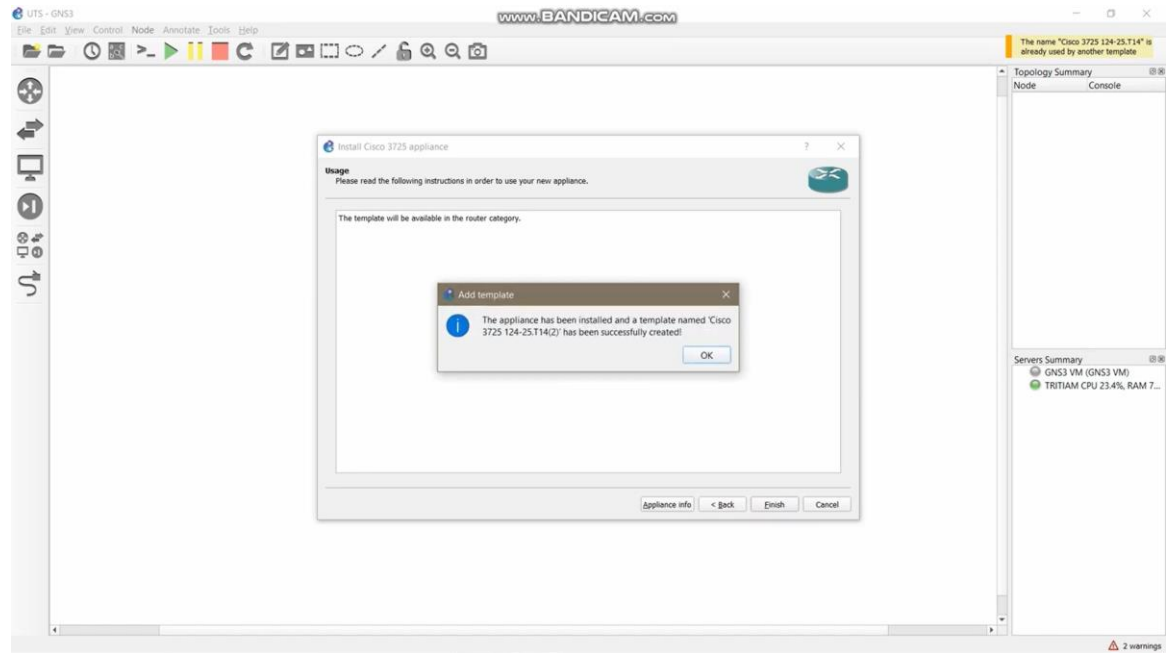 UTS - GNS3
www.BANDICAM.com
File Edit View Control Node Annotate Tools Help
The name "Cisco 3725 124-25.T14" is
already used by another template
Topology Summary
Node Console
Install Cisco 3725 appliance
Usage
Please read the following instructions in order to use your new appliance.
The template will be available in the router category.
Add template
The appliance has been installed and a template named 'Cisco
3725 124-25.T14(2)' has been successfully created!
OK
Servers Summary
GNS3 VM (GNS3 VM)
TRITIAM CPU 23.4%, RAM 7...
Appliance info < Back Finish Cancel
2 warnings